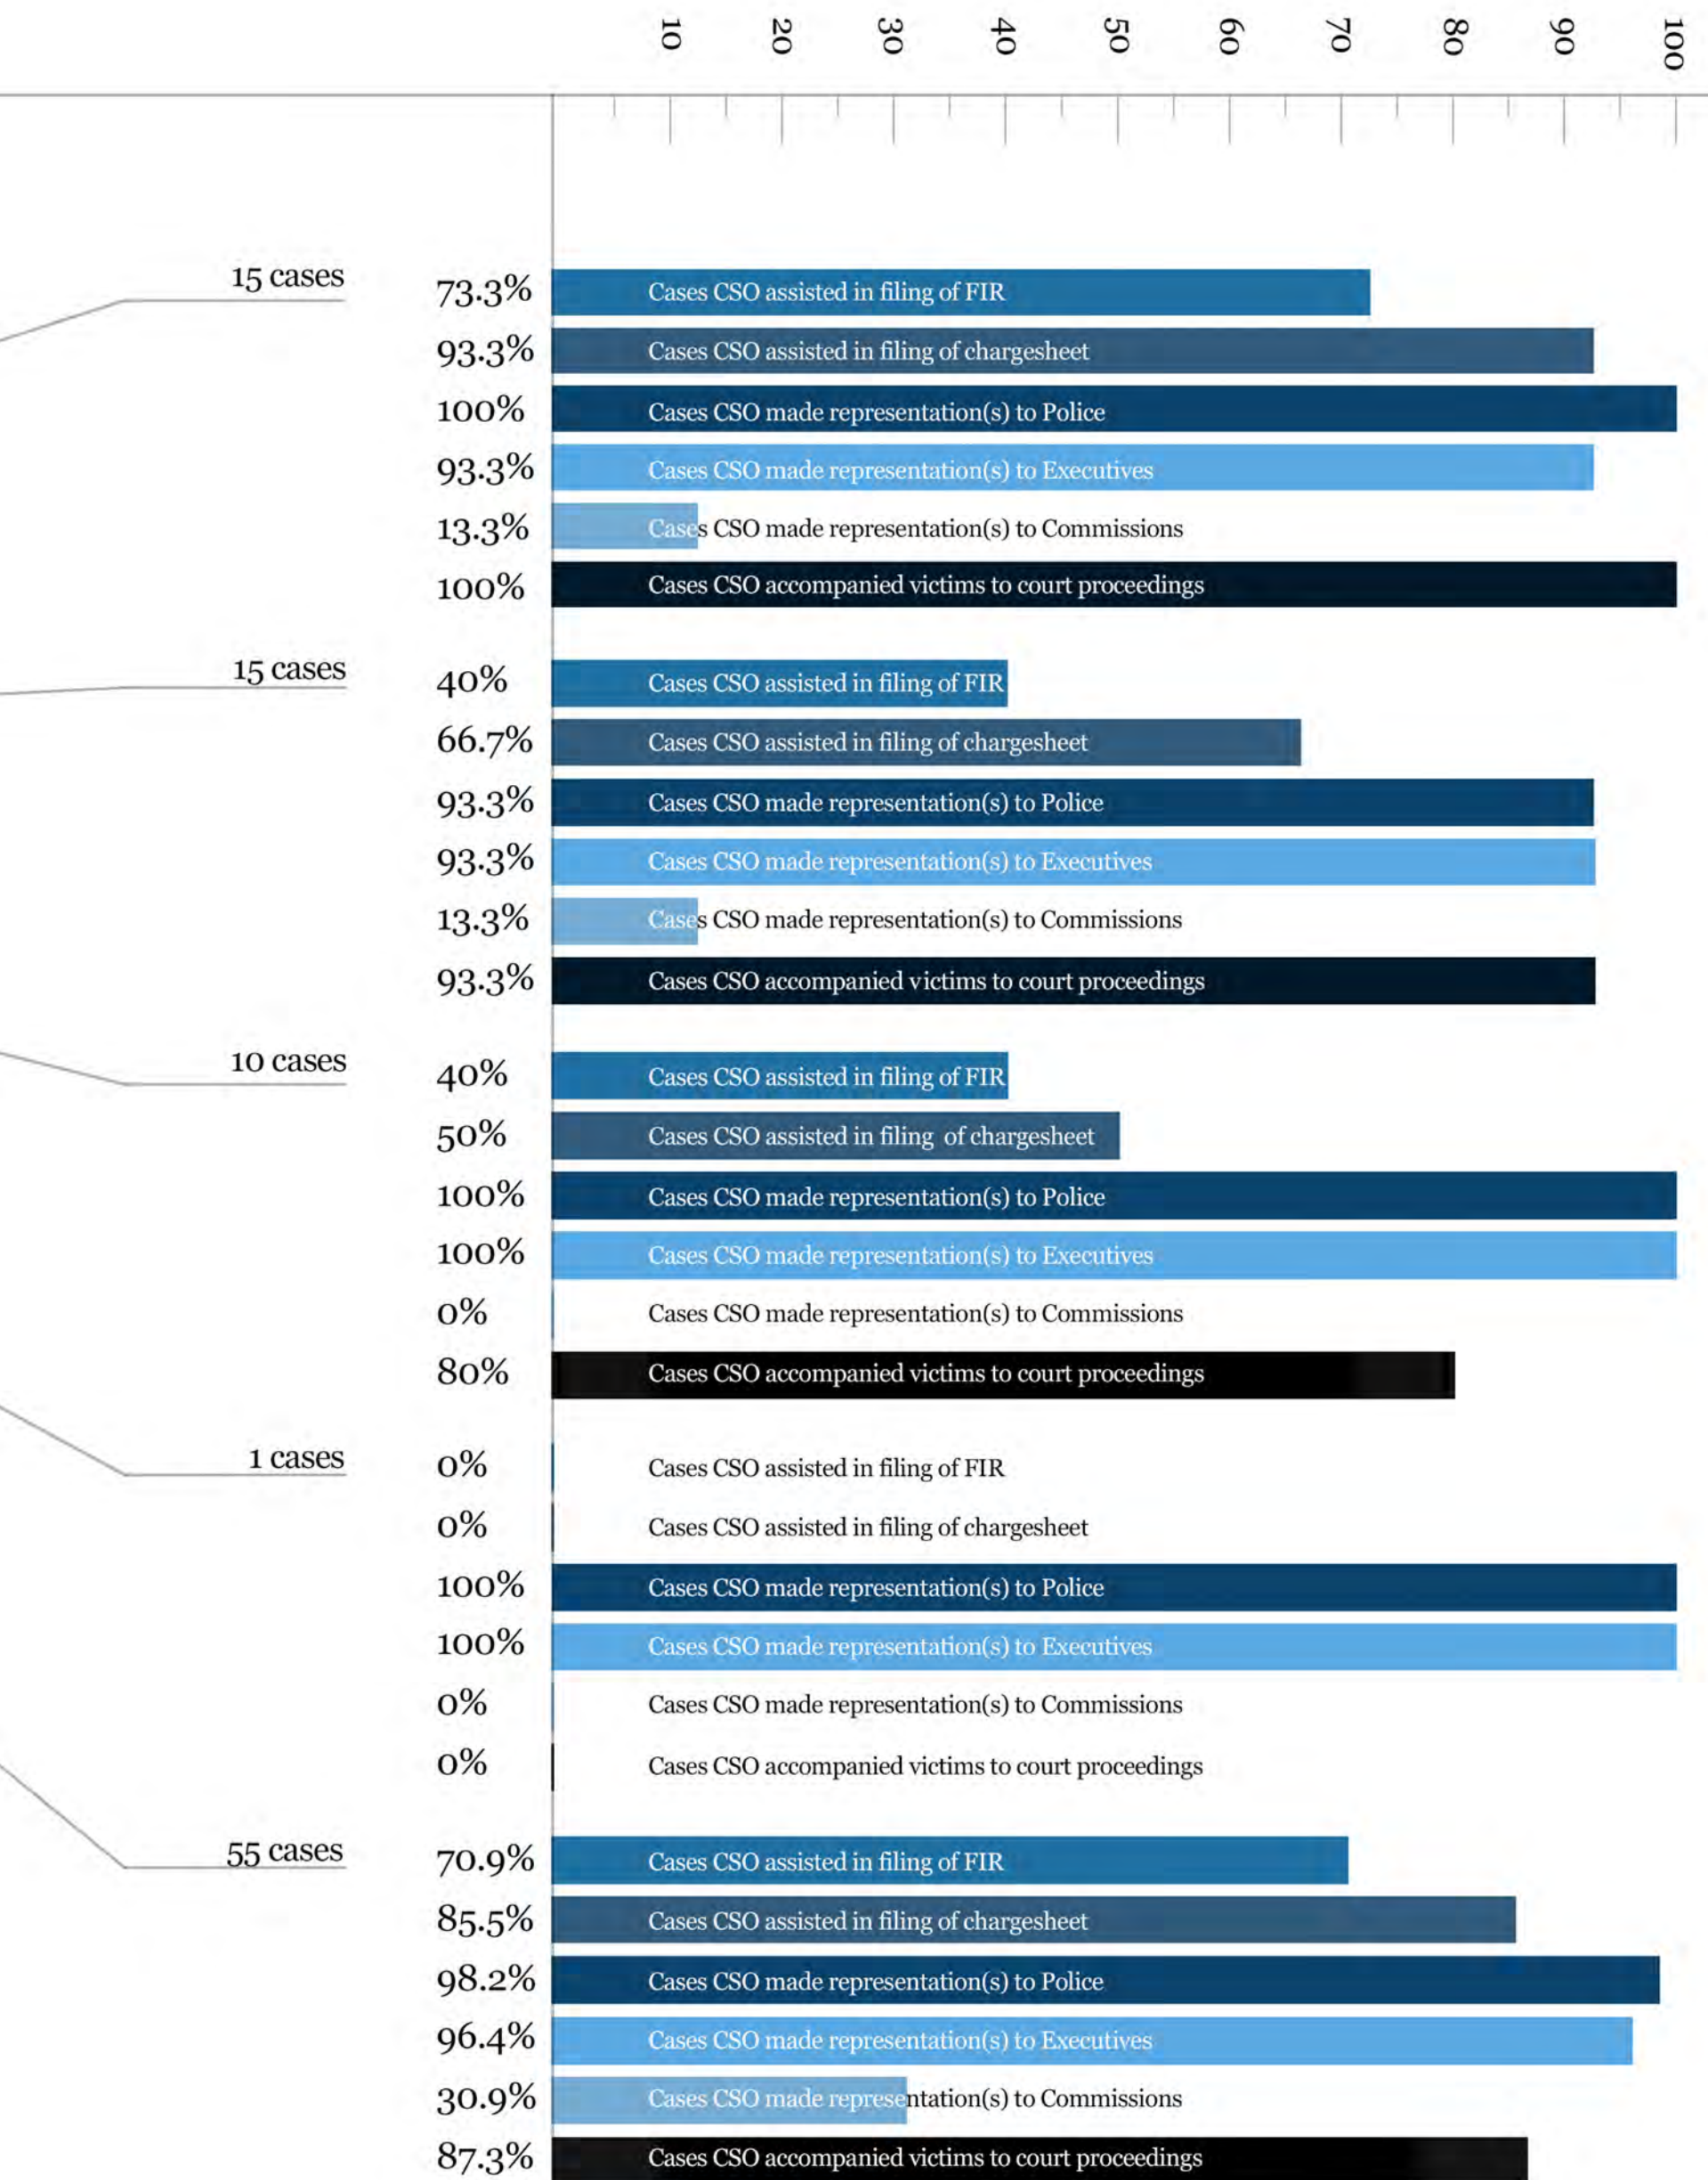 10 20 30 40 50 60 70 80 90 100
15 cases
73.3% Cases CSO assisted in filing of FIR
93.3% Cases CSO assisted in filing of chargesheet
100% Cases CSO made representation(s) to Police
93.3% Cases CSO made representation(s) to Executives
13.3% Cases CSO made representation(s) to Commissions
100% Cases CSO accompanied victims to court proceedings
15 cases
40% Cases CSO assisted in filing of FIR
66.7% Cases CSO assisted in filing of chargesheet
93.3% Cases CSO made representation(s) to Police
93.3% Cases CSO made representation(s) to Executives
13.3% Cases CSO made representation(s) to Commissions
93.3% Cases CSO accompanied victims to court proceedings
10 cases
40% Cases CSO assisted in filing of FIR
50% Cases CSO assisted in filing of chargesheet
100% Cases CSO made representation(s) to Police
100% Cases CSO made representation(s) to Executives
0% Cases CSO made representation(s) to Commissions
80% Cases CSO accompanied victims to court proceedings
1 cases
0% Cases CSO assisted in filing of FIR
0% Cases CSO assisted in filing of chargesheet
100% Cases CSO made representation(s) to Police
100% Cases CSO made representation(s) to Executives
0% Cases CSO made representation(s) to Commissions
0% Cases CSO accompanied victims to court proceedings
55 cases
70.9% Cases CSO assisted in filing of FIR
85.5% Cases CSO assisted in filing of chargesheet
98.2% Cases CSO made representation(s) to Police
96.4% Cases CSO made representation(s) to Executives
30.9% Cases CSO made representation(s) to Commissions
87.3% Cases CSO accompanied victims to court proceedings